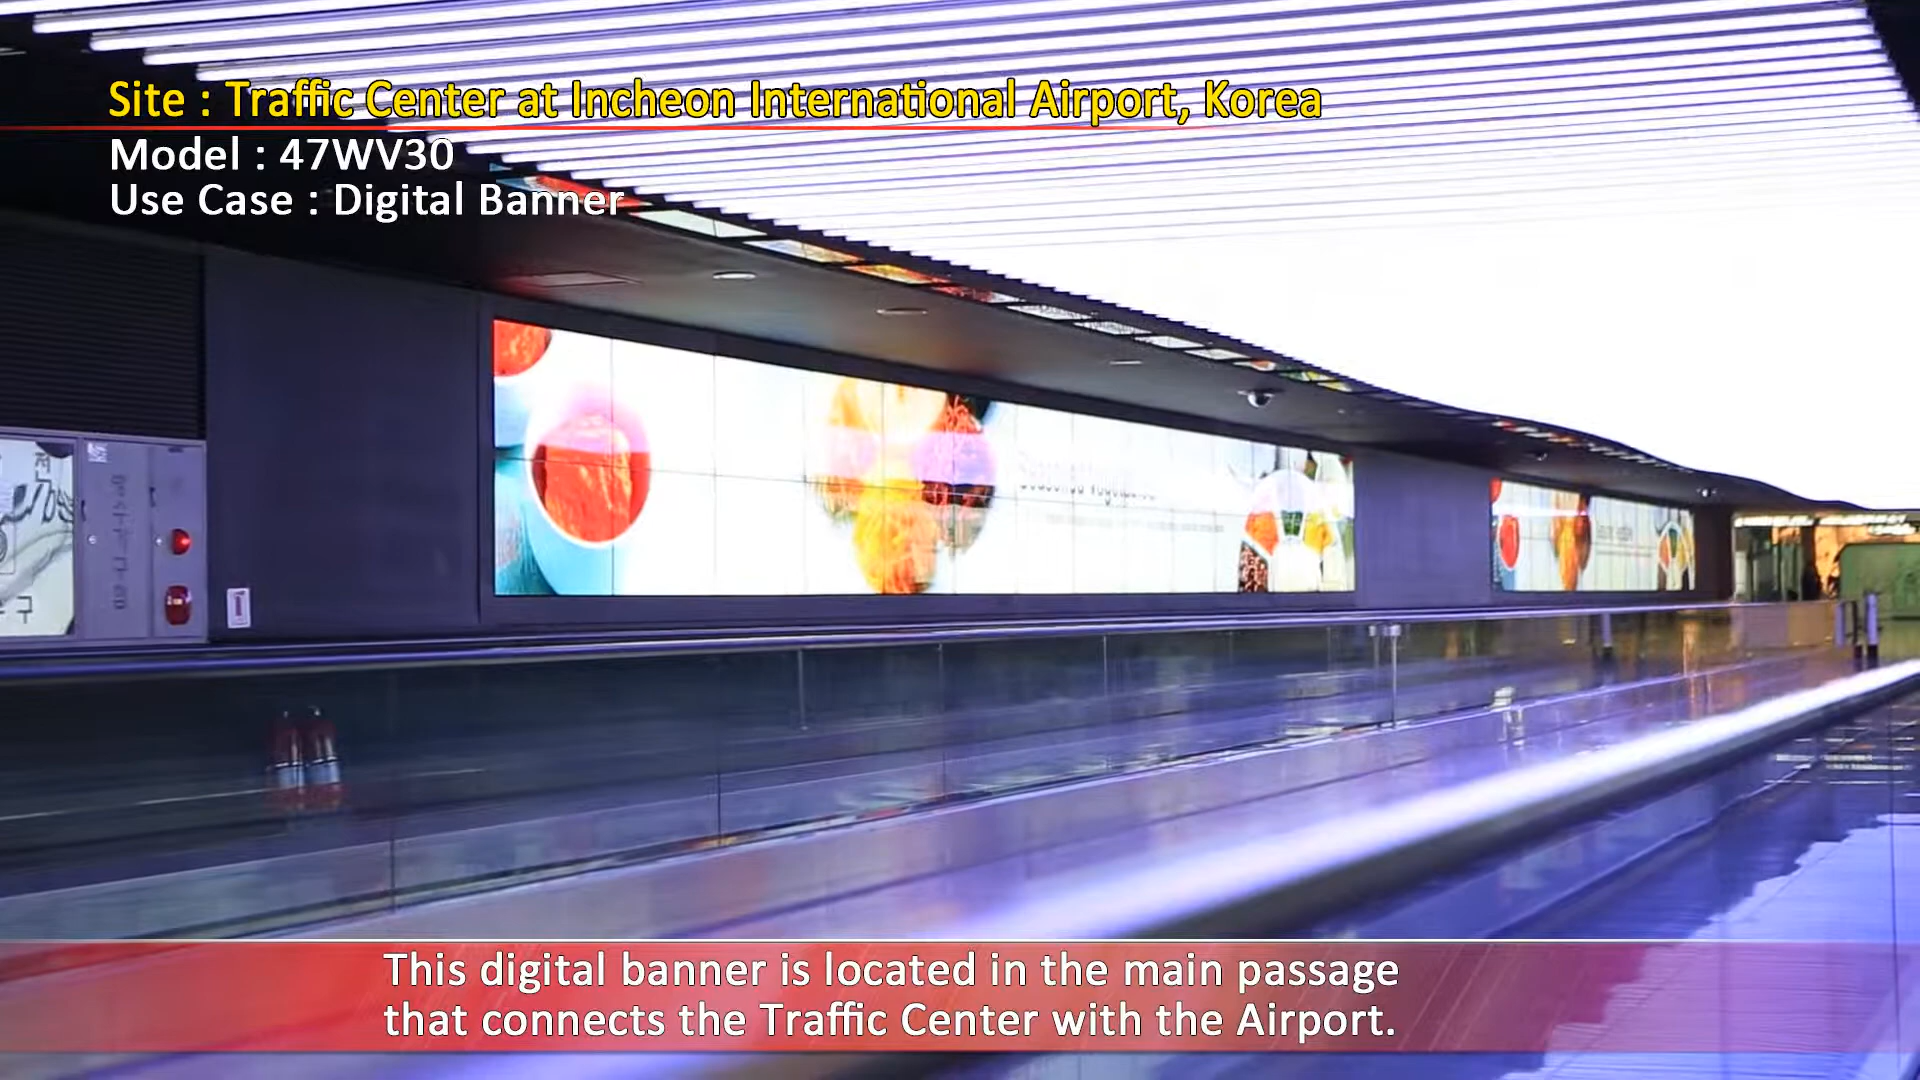 Site : Traffic Center at Incheon International Airport, Korea
Model : 47WV30
Use Case : Digital Banner
This digital banner is located in the main passage
that connects the Traffic Center with the Airport.